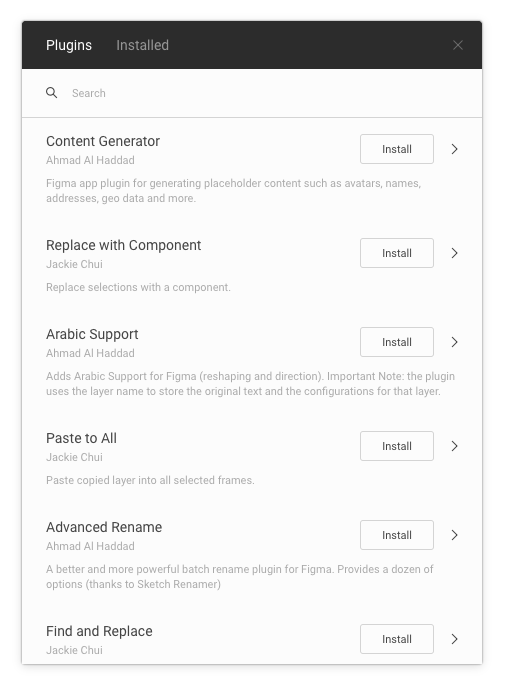 Plugins Installed
Search
Content Generator
Ahmad Al Haddad
Install
Figma app plugin for generating placeholder content such as avatars, names,
addresses, geo data and more.
Replace with Component
Jackie Chui
Install
Replace selections with a component.
Arabic Support
Ahmad Al Haddad
Install
Adds Arabic Support for Figma (reshaping and direction). Important Note: the plugin
uses the layer name to store the original text and the configurations for that layer.
Paste to All
Jackie Chui
Install
Paste copied layer into all selected frames.
Advanced Rename
Ahmad Al Haddad
Install
A better and more powerful batch rename plugin for Figma. Provides a dozen of
options (thanks to Sketch Renamer)
Find and Replace
Jackie Chui
Install